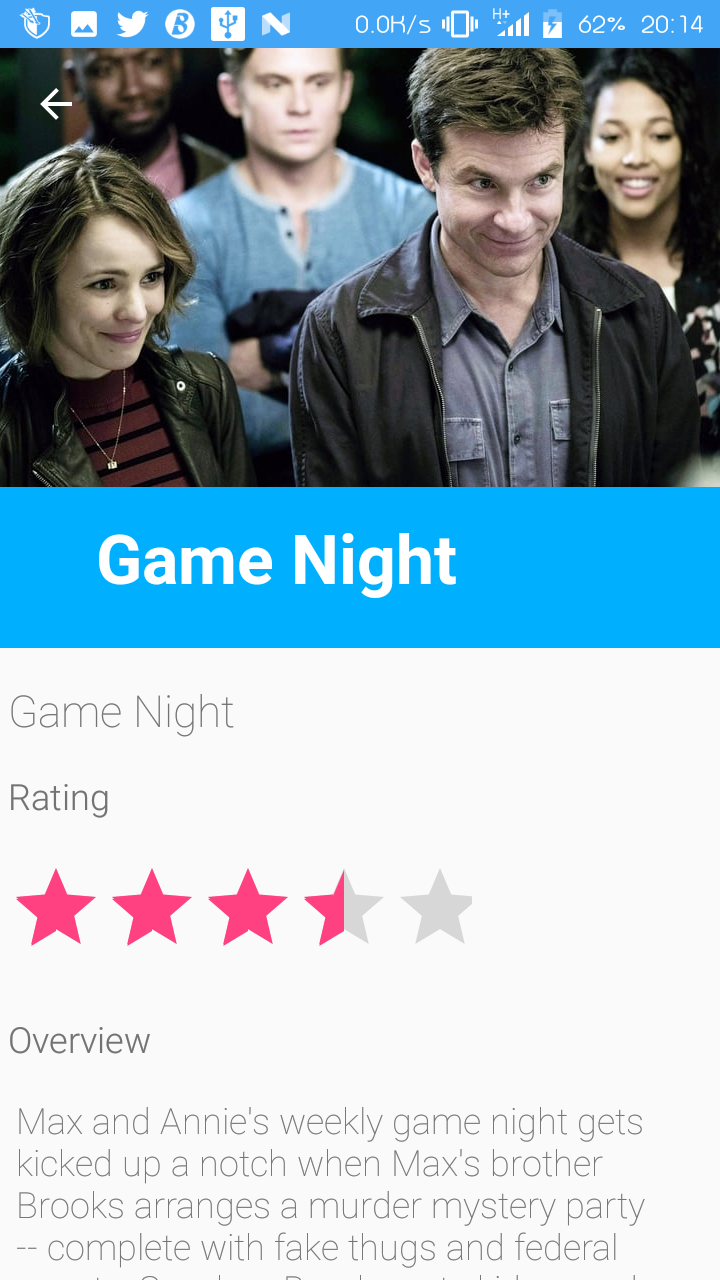 0.0K/s H+ 62% 20:14
Game Night
Game Night
Rating
Overview
Max and Annie's weekly game night gets
kicked up a notch when Max's brother
Brooks arranges a murder mystery party
-- complete with fake thugs and federal